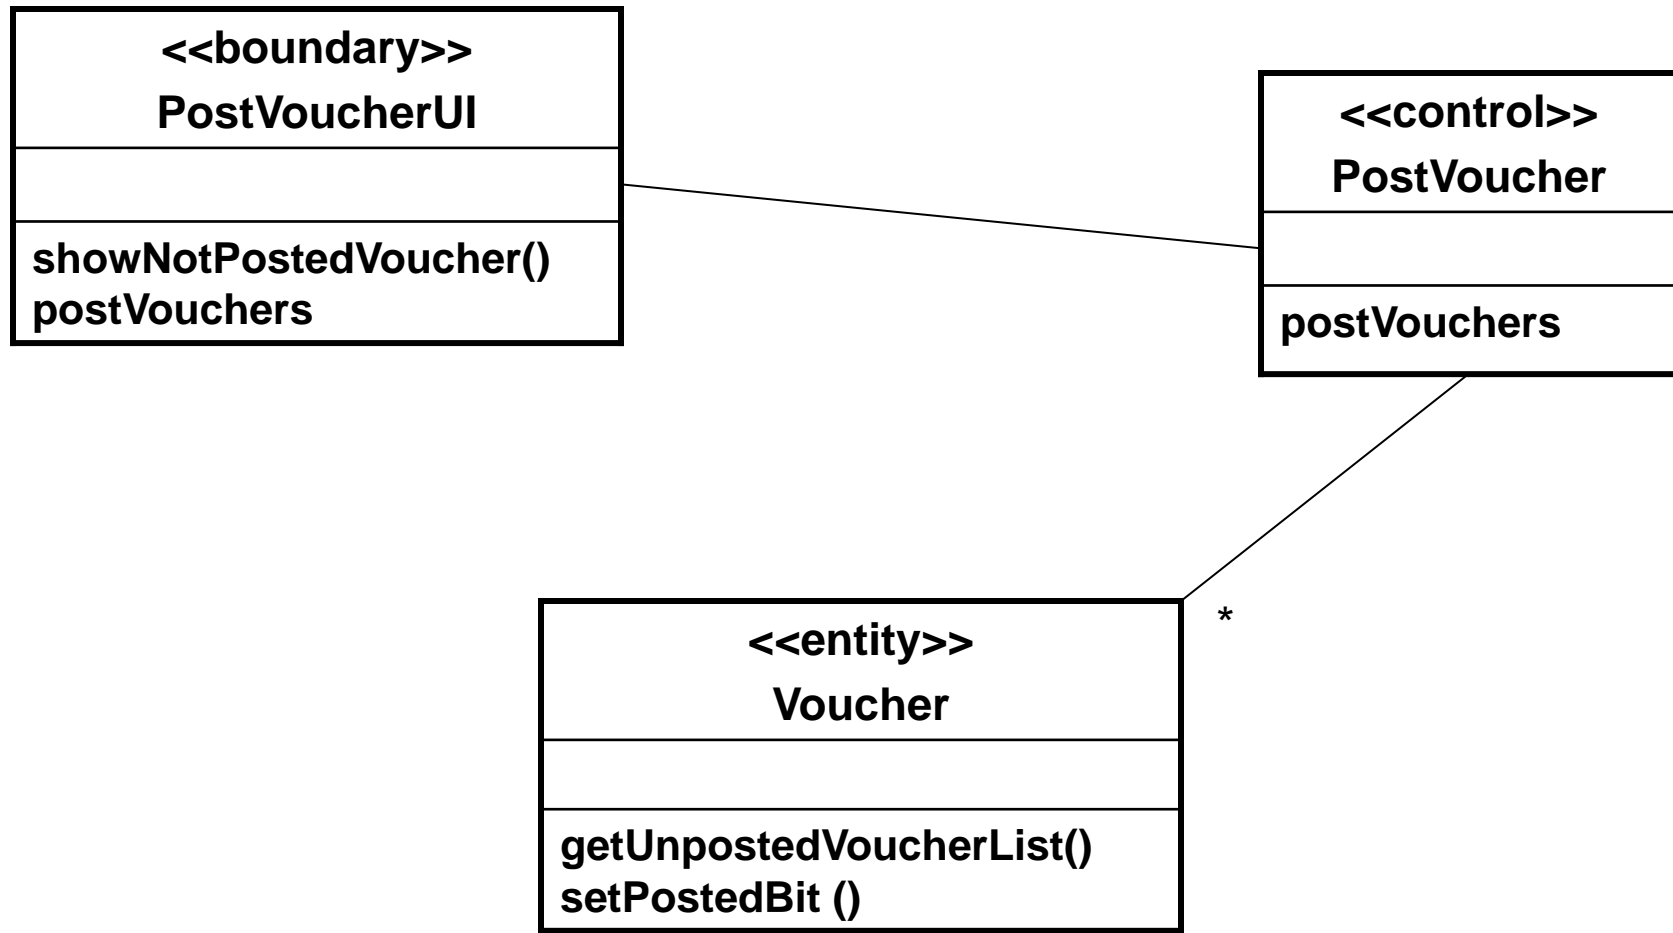 <<boundary>>
PostVoucherUI
showNotPostedVoucher()
postVouchers
<<control>>
PostVoucher
postVouchers
*
<<entity>>
Voucher
getUnpostedVoucherList()
setPostedBit ()